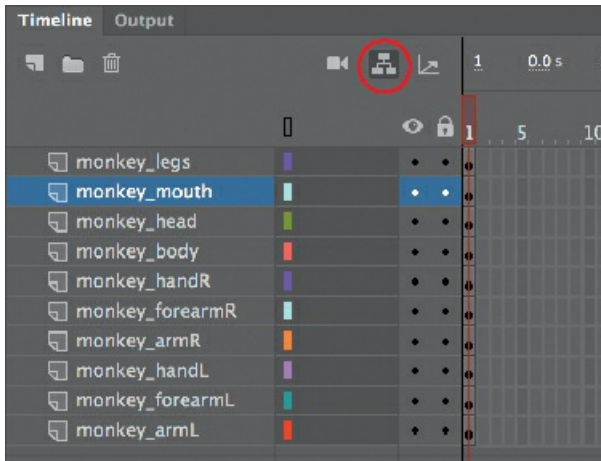 Timeline Output
1 0.0 s
1 5 10
monkey_legs
monkey_mouth
monkey_head
monkey_body
monkey_handR
monkey_forearmR
monkey_armR
monkey_handL
monkey_forearmL
monkey_armL